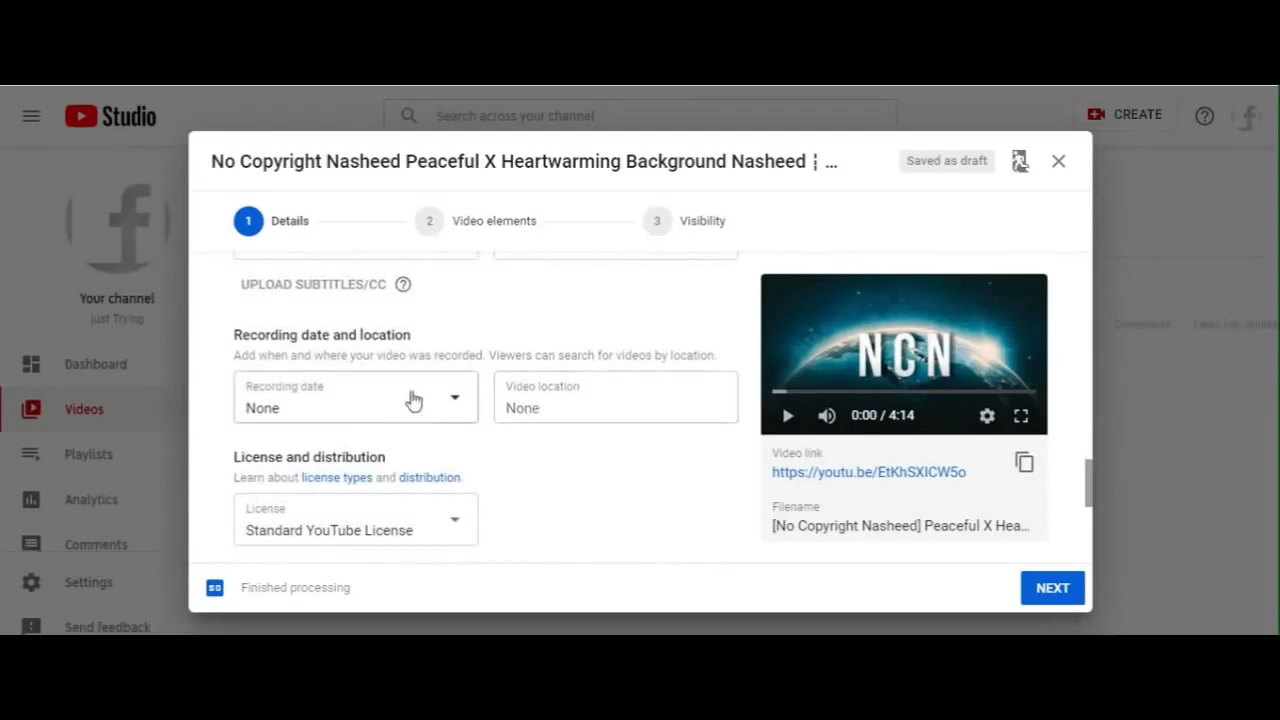 Studio
Search across your channel
CREATE
No Copyright Nasheed Peaceful X Heartwarming Background Nasheed ¦ ...
Saved as draft
1 Details
2 Video elements
3 Visibility
UPLOAD SUBTITLES/CC
Recording date and location
Add when and where your video was recorded. Viewers can search for videos by location.
Recording date
None
Video location
None
License and distribution
Learn about license types and distribution.
License
Standard YouTube License
NCN
0:00 / 4:14
Video link
https://youtu.be/EtKhSXICW5o
Filename
[No Copyright Nasheed] Peaceful X Hea...
SD Finished processing
NEXT
Your channel
just Trying
Dashboard
Videos
Playlists
Analytics
Comments
Settings
Send feedback
Comments